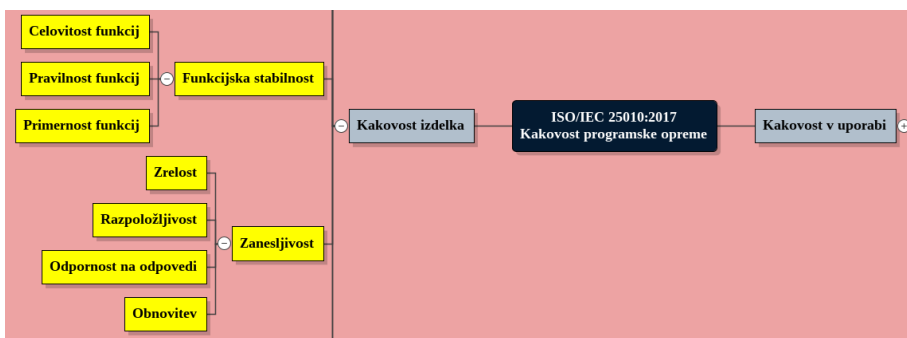 Celovitost funkcij
Pravilnost funkcij
Funkcijska stabilnost
Primernost funkcij
Kakovost izdelka
ISO/IEC 25010:2017
Kakovost programske opreme
Kakovost v uporabi
Zrelost
Razpoložljivost
Zanesljivost
Odpornost na odpovedi
Obnovitev